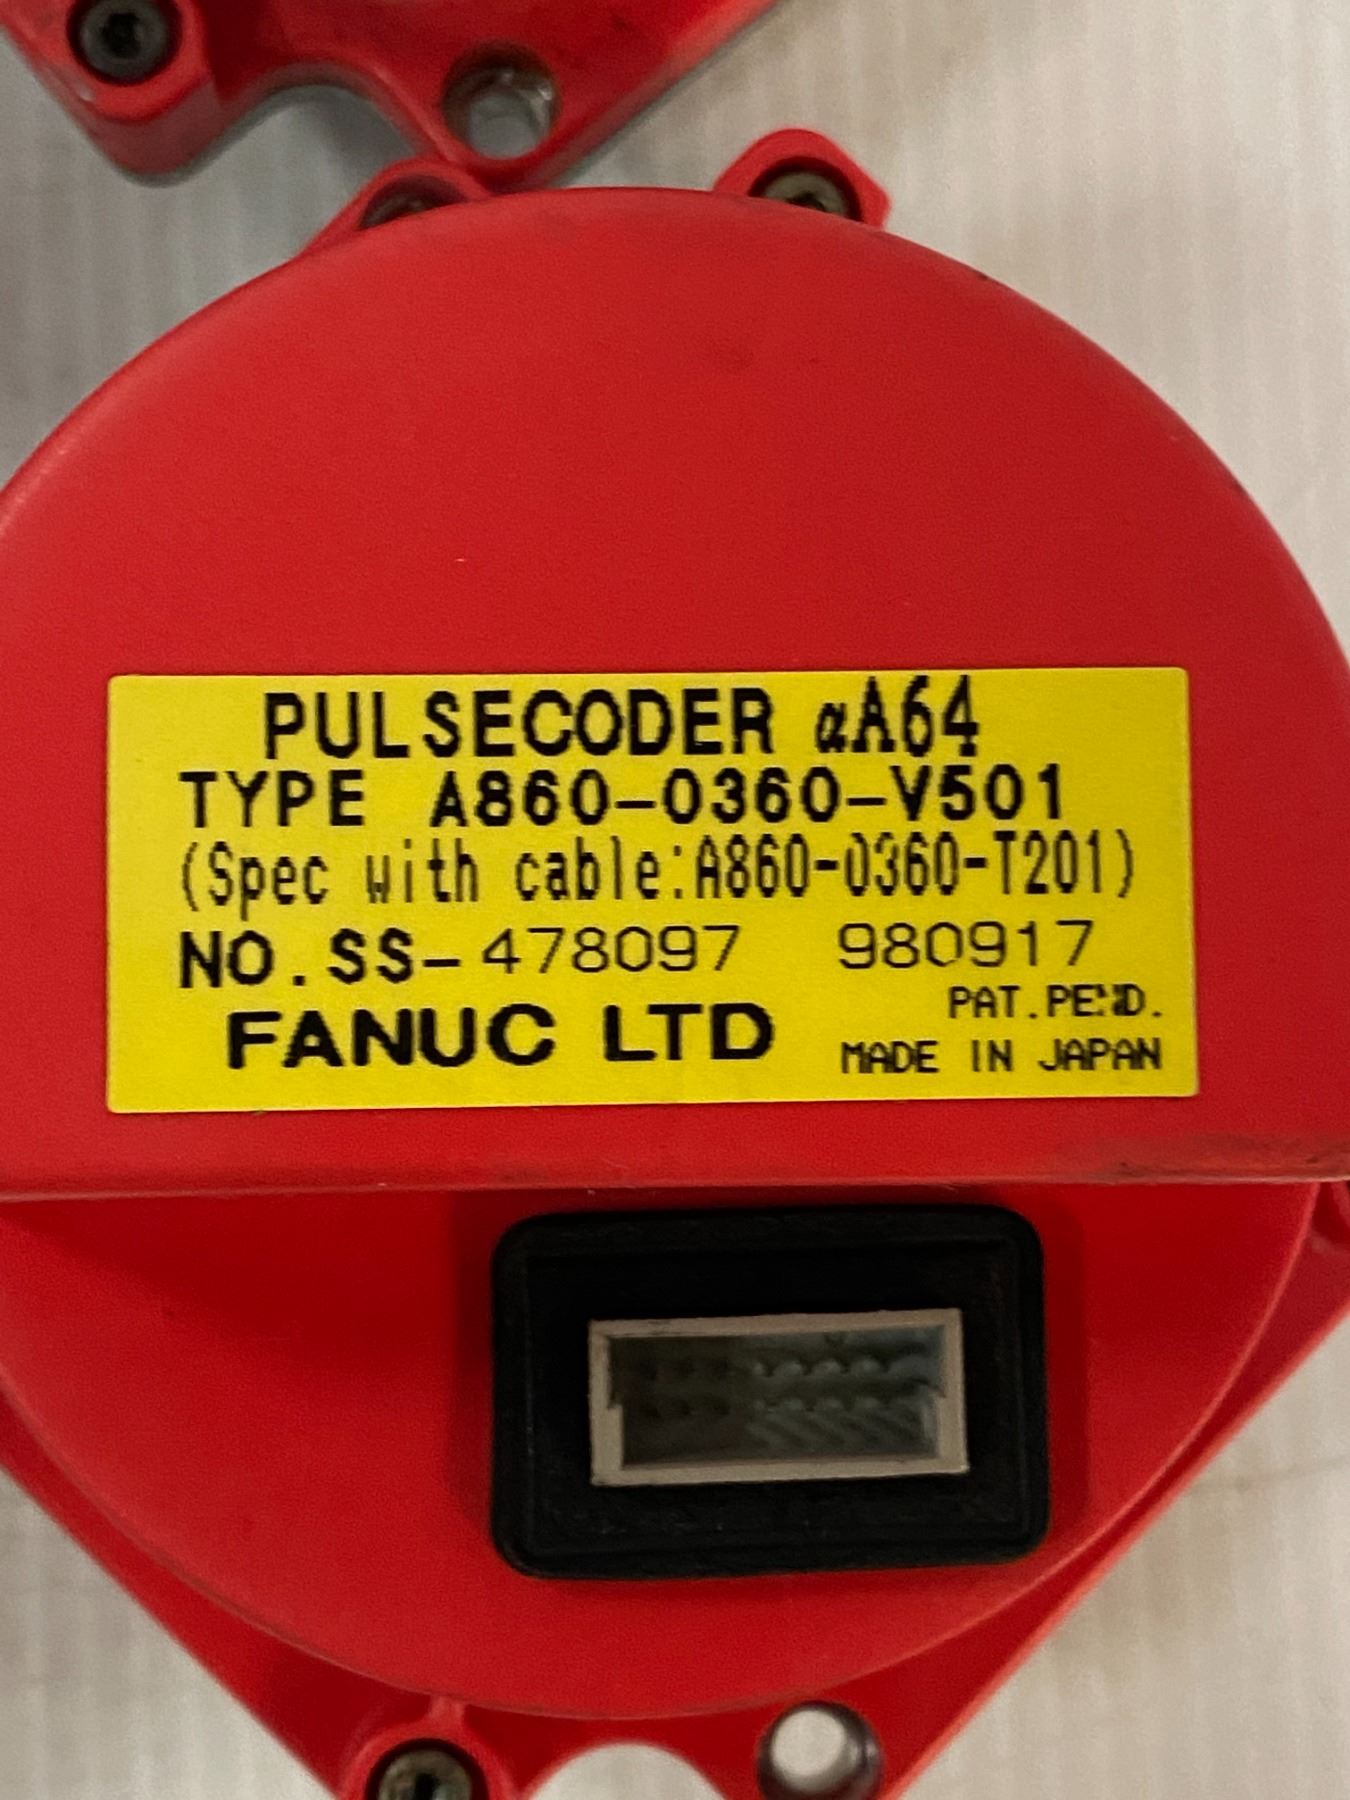 PULSECODER αA64
TYPE A860-0360-V501
(Spec with cable:A860-0360-T201)
NO.SS-478097 980917
PAT.PEND.
FANUC LTD MADE IN JAPAN